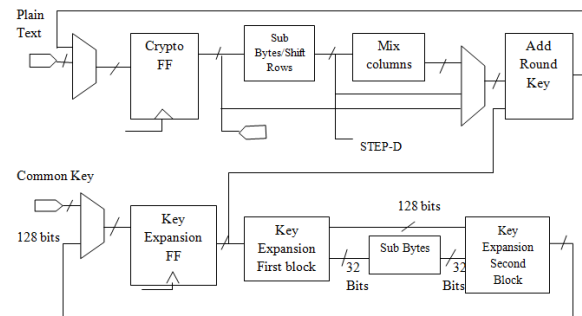 Plain
Text
Crypto
FF
Sub
Bytes/Shift
Rows
Mix
columns
Add
Round
Key
STEP-D
Common Key
128 bits
Key
Expansion
FF
Key
Expansion
First block
128 bits
Sub Bytes
32
Bits
32
Bits
Key
Expansion
Second
Block